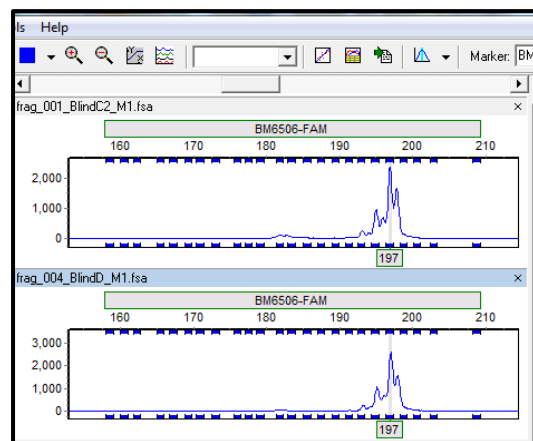 ls Help
Marker: BM
frag_001_BlindC2_M1.fsa
BM6506-FAM
160 170 180 190 200 210
2,000
1,000
0
197
frag_004_BlindD_M1.fsa
BM6506-FAM
160 170 180 190 200 210
3,000
2,000
1,000
0
197